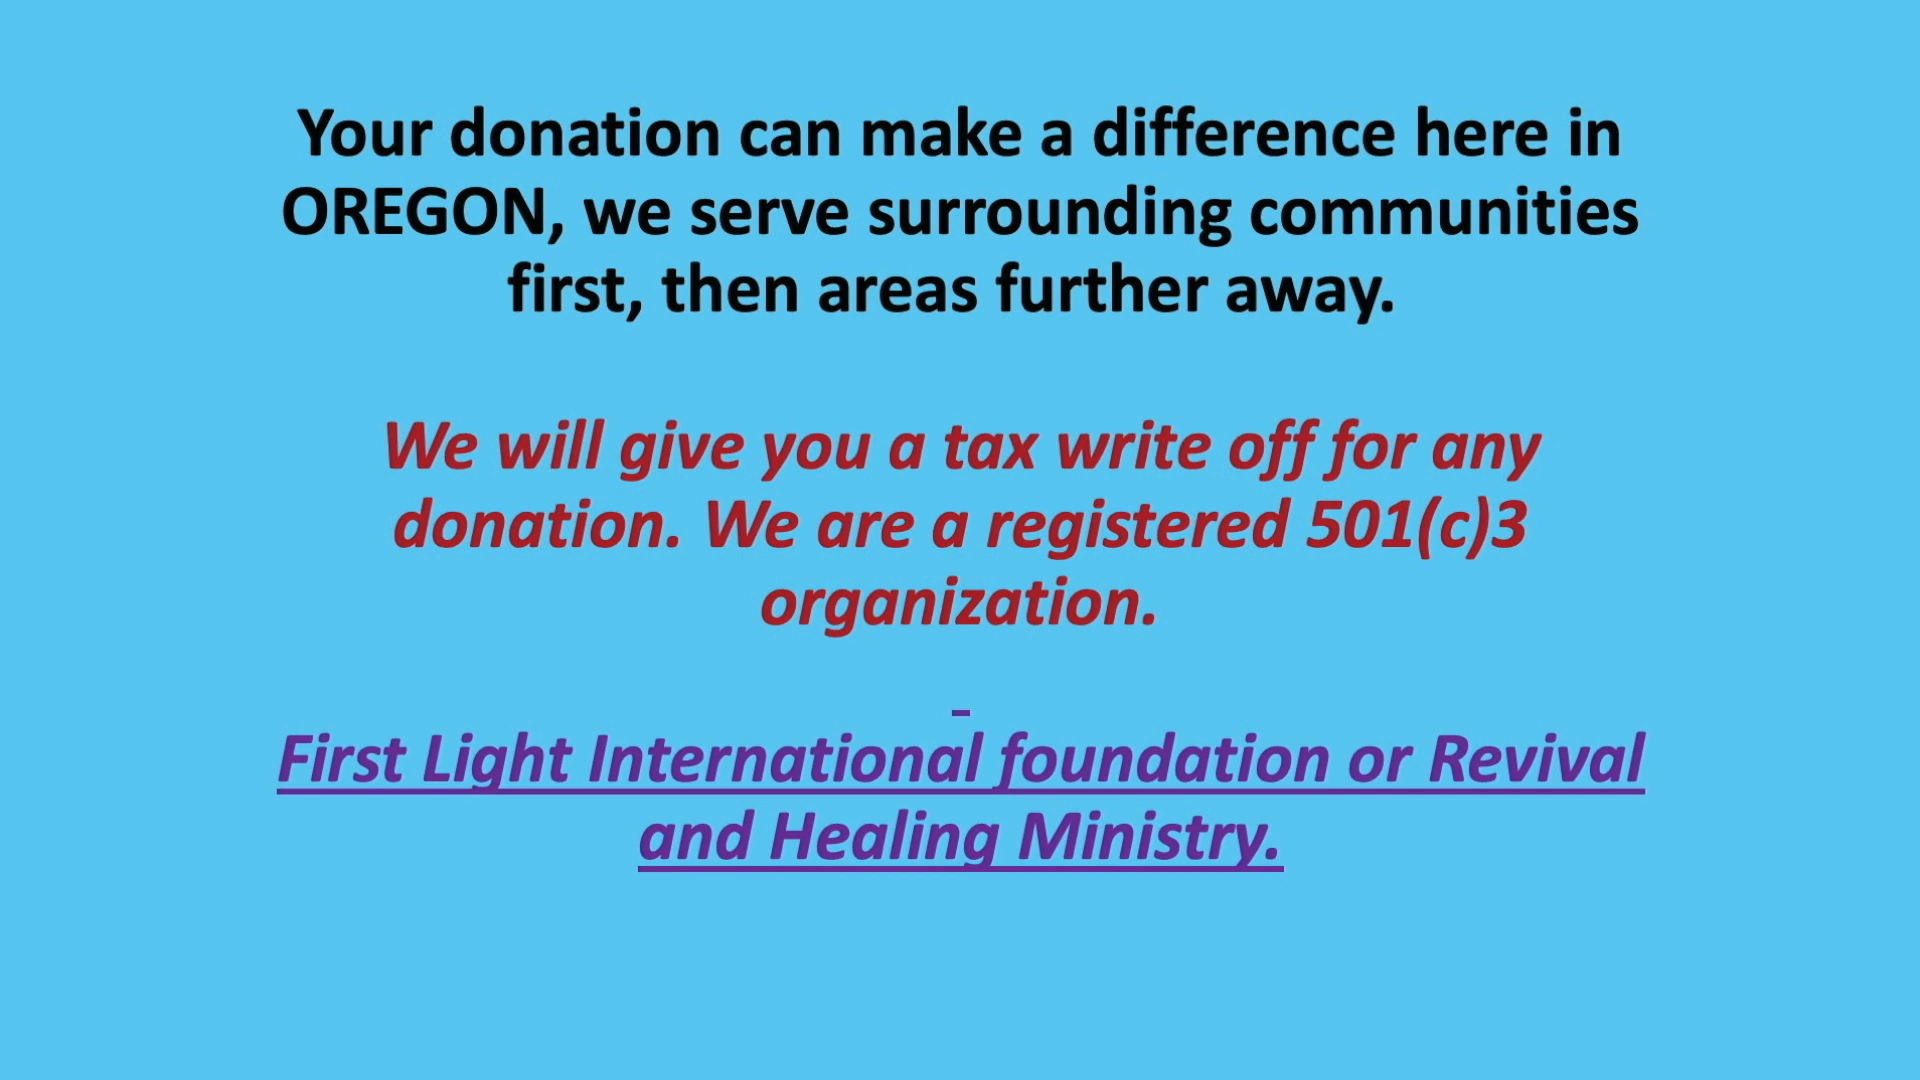 Your donation can make a difference here in
OREGON, we serve surrounding communities
first, then areas further away.
We will give you a tax write off for any
donation. We are a registered 501(c)3
organization.
First Light International foundation or Revival
and Healing Ministry.